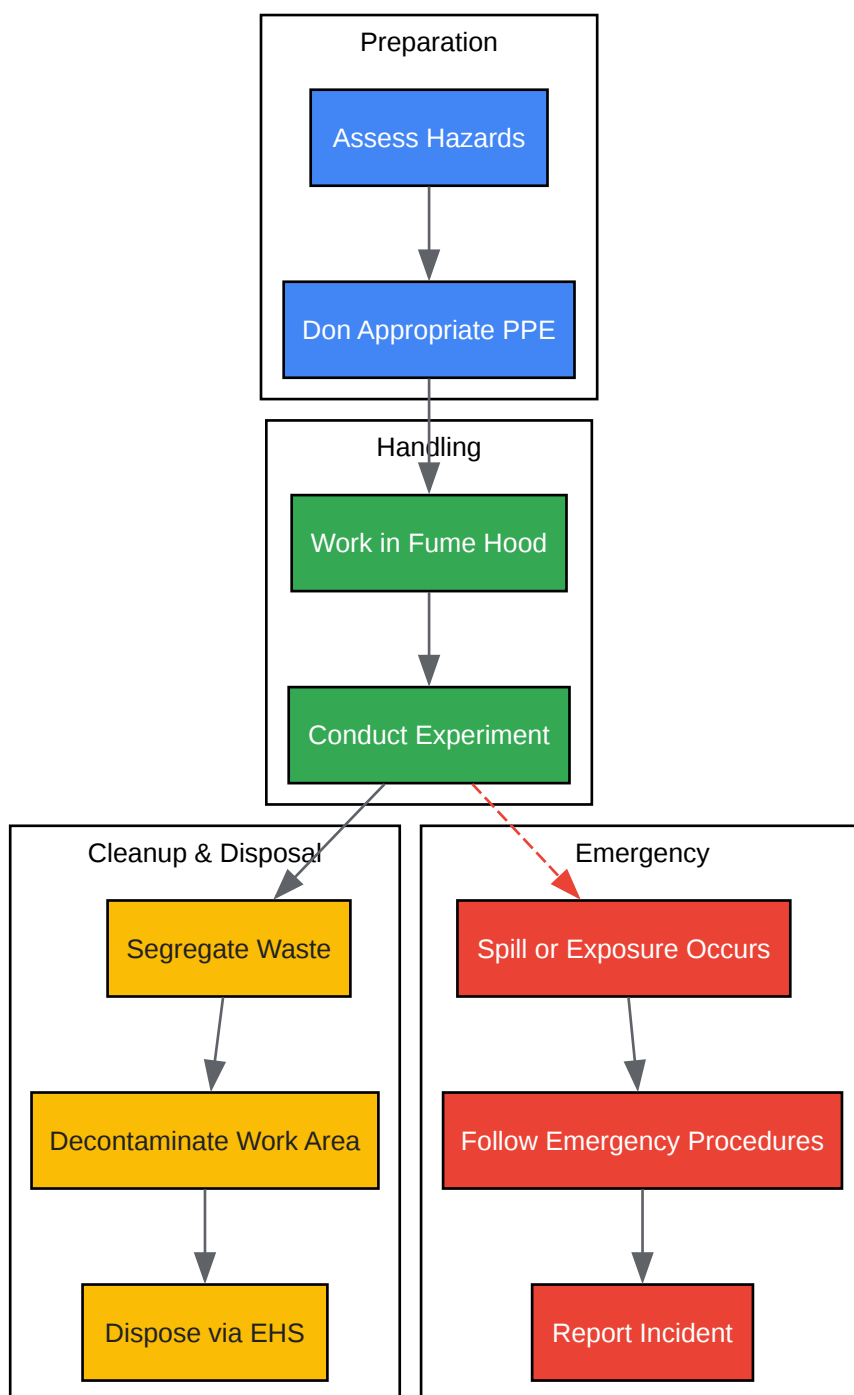 Preparation
Assess Hazards
Don Appropriate PPE
Handling
Work in Fume Hood
Conduct Experiment
Cleanup & Disposal
Segregate Waste
Decontaminate Work Area
Dispose via EHS
Emergency
Spill or Exposure Occurs
Follow Emergency Procedures
Report Incident